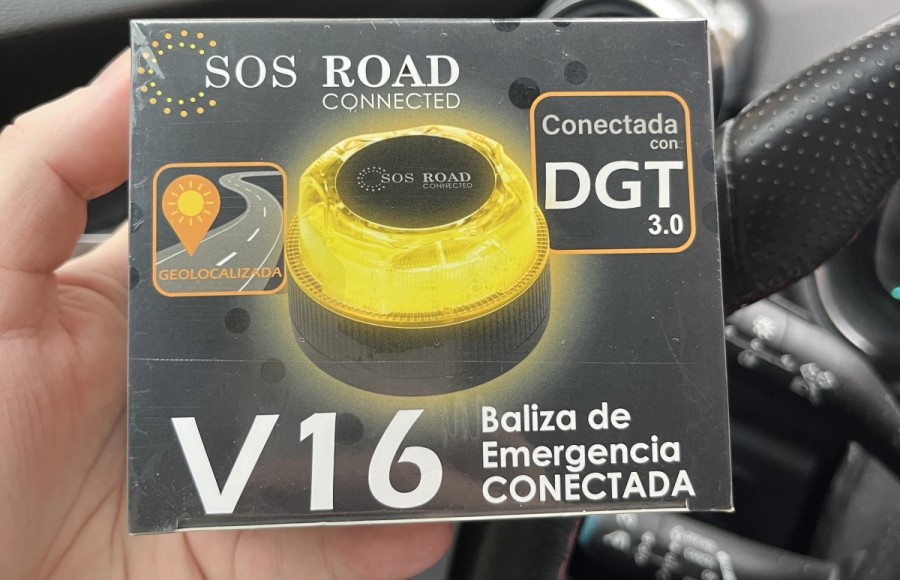 SOS ROAD
CONNECTED
Conectada
con
DGT
3.0
SOS ROAD
CONNECTED
GEOLOCALIZADA
V16
Baliza de
Emergencia
CONECTADA